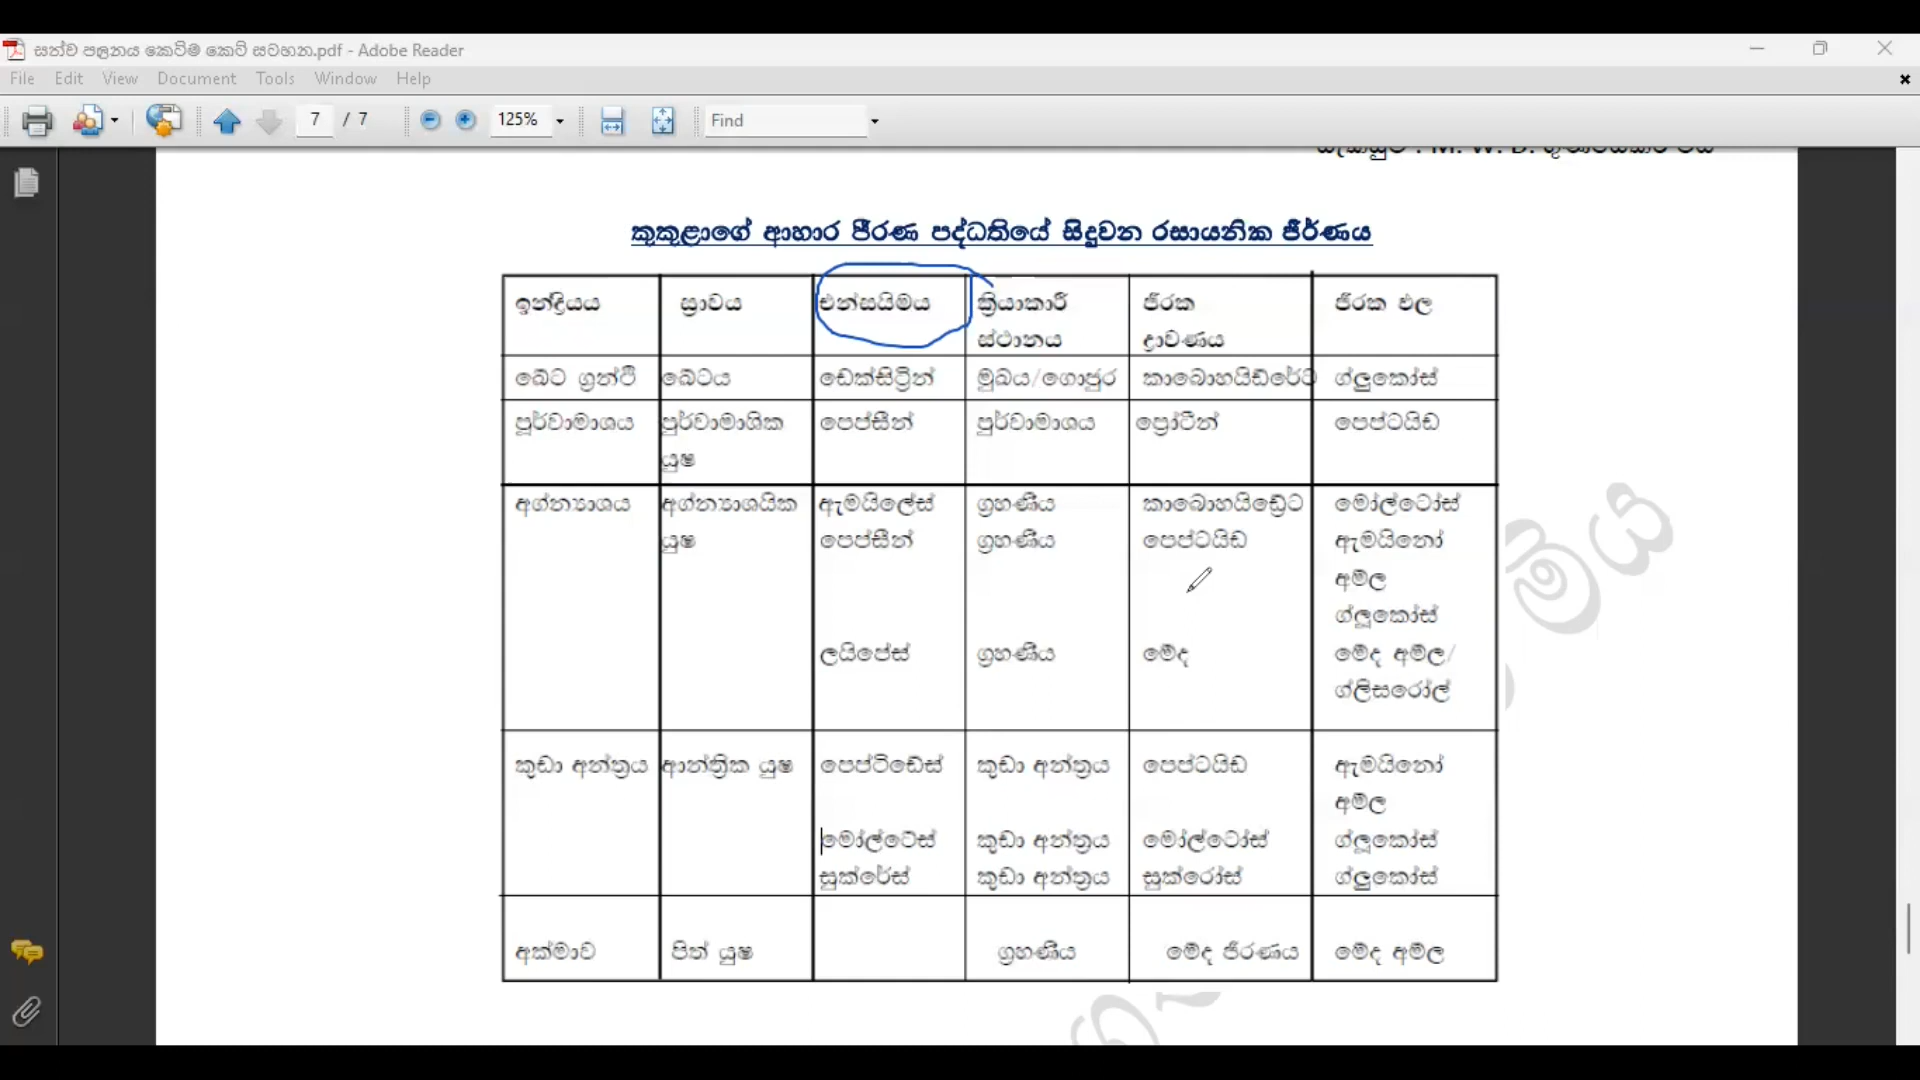 සත්ව පලනය කෙටිම කෙටි සටහන.pdf - Adobe Reader
File Edit View Document Tools Window Help
7 / 7 125% Find
කුකුළාගේ ආහාර ජීරණ පද්ධතියේ සිදුවන රසායනික ජීර්ණය
ඉන්ද්‍රියය ස්‍රාවය එන්සයිමය ක්‍රියාකාරී ස්ථානය ජීරක ද්‍රාවණය ජීරක ඵල
ඛේට ග්‍රන්ථි ඛේටය ඩෙක්සිට්‍රින් මුඛය/ගොජුර කාබොහයිඩ්රේට ග්ලුකෝස්
පූර්වාමාශය පුර්වාමාශික යුෂ පෙප්සීන් පුර්වාමාශය ප්‍රෝටීන් පෙප්ටයිඩ
අග්න්‍යාශය අග්න්‍යාශයික ඇමයිලේස් ග්‍රහණිය කාබොහයිඩ්‍රේට මෝල්ටෝස්
යුෂ පෙප්සීන් ග්‍රහණිය පෙප්ටයිඩ ඇමයිනෝ
අම්ල
ග්ලූකෝස්
ලයිපේස් ග්‍රහණිය මේද මේද අම්ල/
ග්ලිසරෝල්
කුඩා අන්ත්‍රය ආන්ත්‍රික යුෂ පෙප්ටිඩේස් කුඩා අන්ත්‍රය පෙප්ටයිඩ ඇමයිනෝ
අම්ල
මෝල්ටේස් කුඩා අන්ත්‍රය මෝල්ටෝස් ග්ලූකෝස්
සුක්රේස් කුඩා අන්ත්‍රය සුක්රෝස් ග්ලුකෝස්
අක්මාව පිත් යුෂ ග්‍රහණිය මේද ජීරණය මේද අම්ල